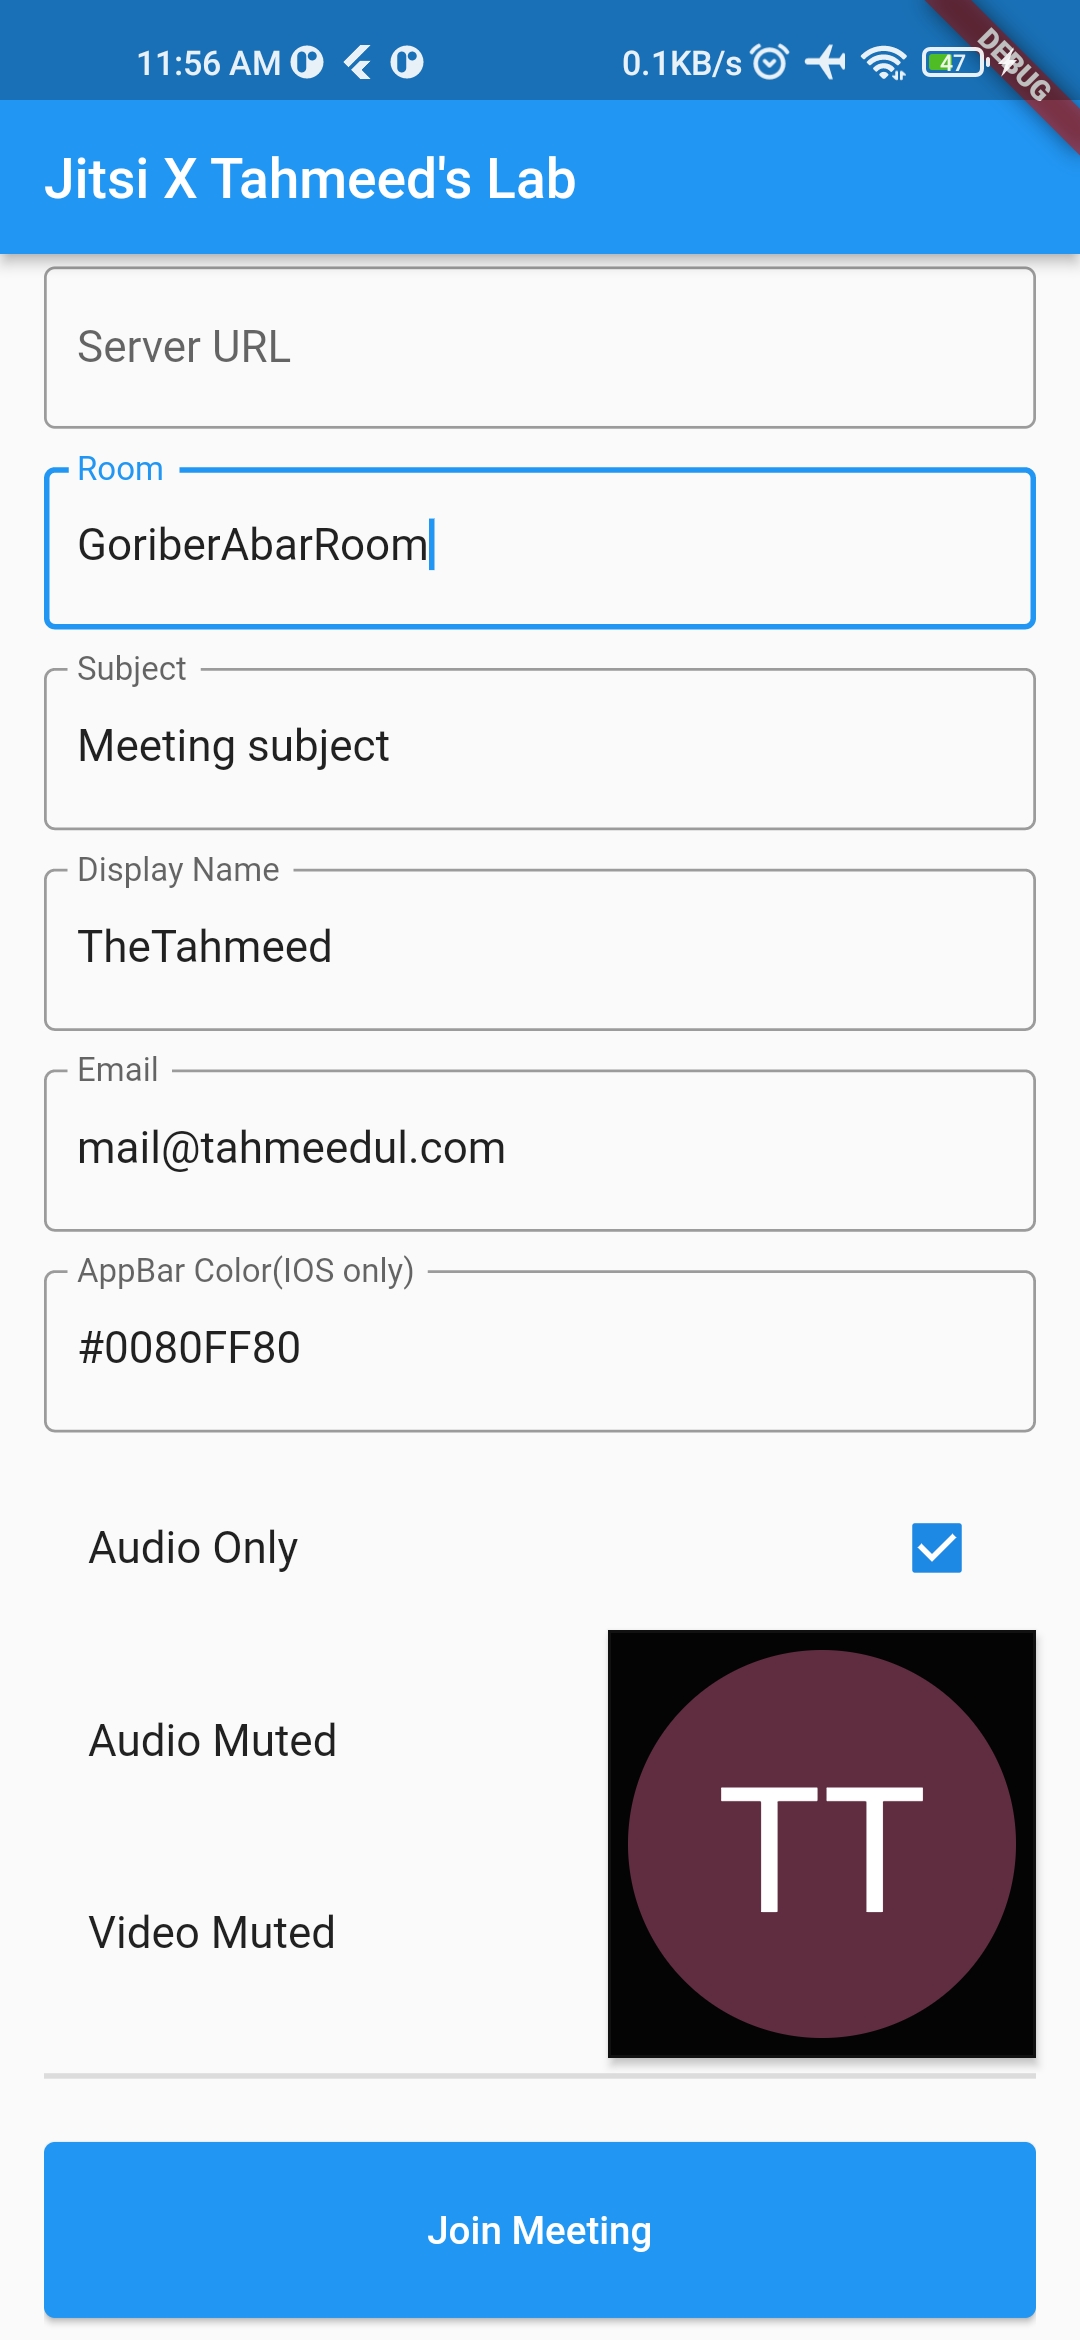 11:56 AM
0.1KB/s
47
DEBUG
Jitsi X Tahmeed's Lab
Server URL
Room
GoriberAbarRoom
Subject
Meeting subject
Display Name
TheTahmeed
Email
mail@tahmeedul.com
AppBar Color(IOS only)
#0080FF80
Audio Only
Audio Muted
TT
Video Muted
Join Meeting